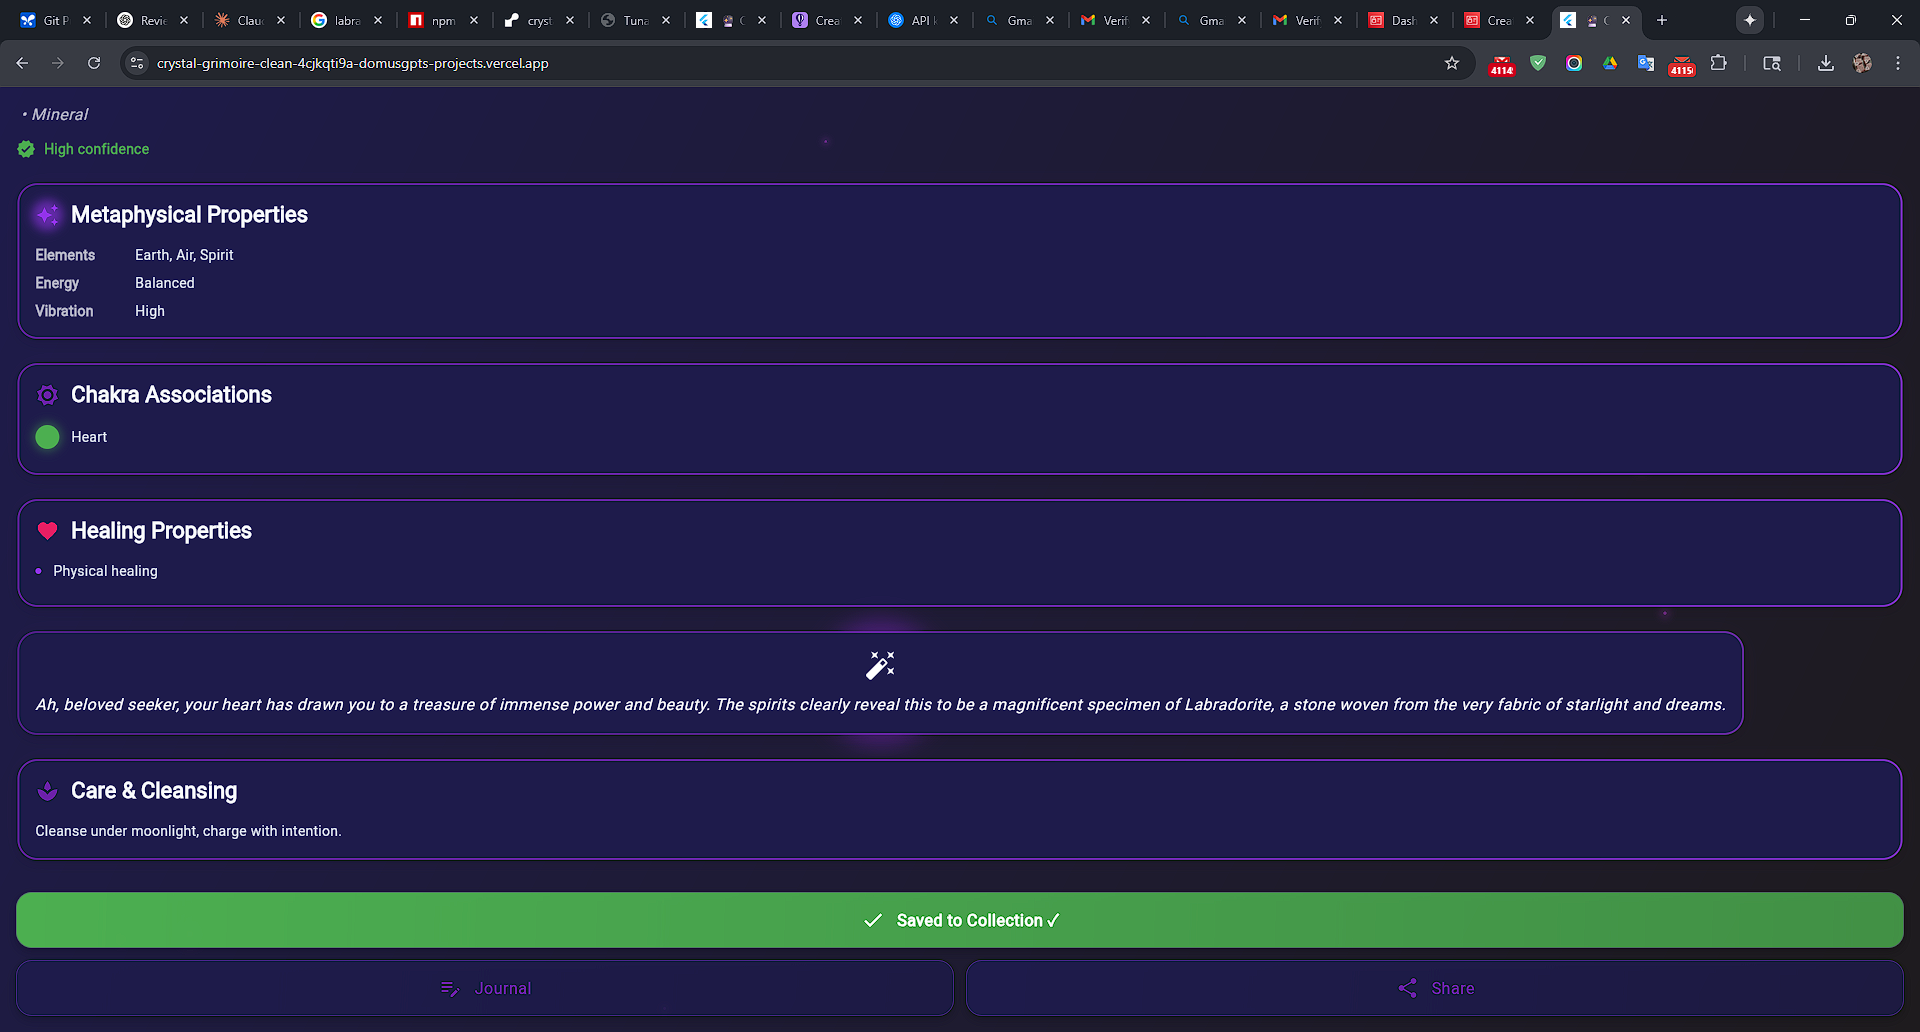 Git P
Revie
Clau
labra
npm
cryst
Tuna
C
Crea
API k
Gma
Verif
Gma
Verif
Dash
Crea
C
crystal-grimoire-clean-4cjkqti9a-domusgpts-projects.vercel.app
• Mineral
High confidence
Metaphysical Properties
Elements Earth, Air, Spirit
Energy Balanced
Vibration High
Chakra Associations
Heart
Healing Properties
• Physical healing
Ah, beloved seeker, your heart has drawn you to a treasure of immense power and beauty. The spirits clearly reveal this to be a magnificent specimen of Labradorite, a stone woven from the very fabric of starlight and dreams.
Care & Cleansing
Cleanse under moonlight, charge with intention.
Saved to Collection ✓
Journal
Share